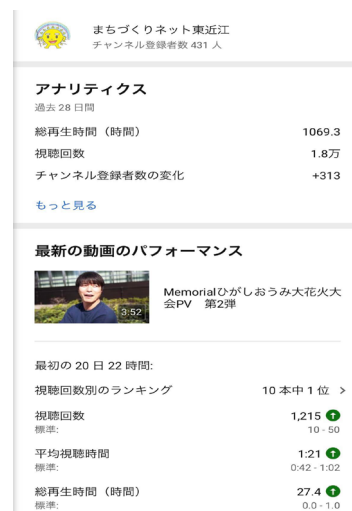 まちづくりネット東近江
チャンネル登録者数 431 人
アナリティクス
過去 28 日間
総再生時間（時間） 1069.3
視聴回数 1.8万
チャンネル登録者数の変化 +313
もっと見る
最新の動画のパフォーマンス
3:52
Memorialひがしおうみ大花火大
会PV　第2弾
最初の 20 日 22 時間:
視聴回数別のランキング 10 本中 1 位 >
視聴回数 1,215
標準: 10 - 50
平均視聴時間 1:21
標準: 0:42 - 1:02
総再生時間（時間） 27.4
標準: 0.0 - 1.0